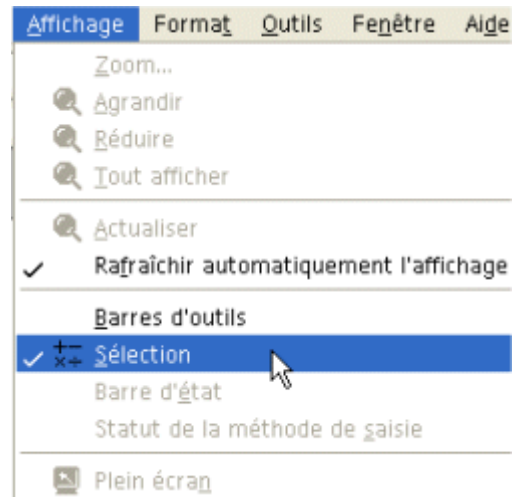 Affichage Format Outils Fenêtre Aide
Zoom...
Agrandir
Réduire
Tout afficher
Actualiser
Rafraîchir automatiquement l'affichage
Barres d'outils
Sélection
Barre d'état
Statut de la méthode de saisie
Plein écran